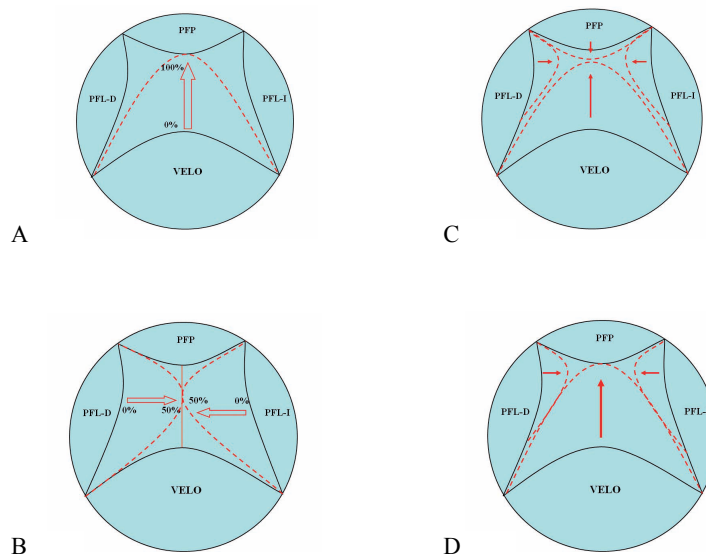 PFP
100%
PFL-D
PFL-I
0%
VELO
A
PFP
PFL-D
PFL-I
VELO
C
PFP
50%
0%
PFL-D
0%
50%
PFL-I
VELO
B
PFP
PFL-D
PFL-
VELO
D